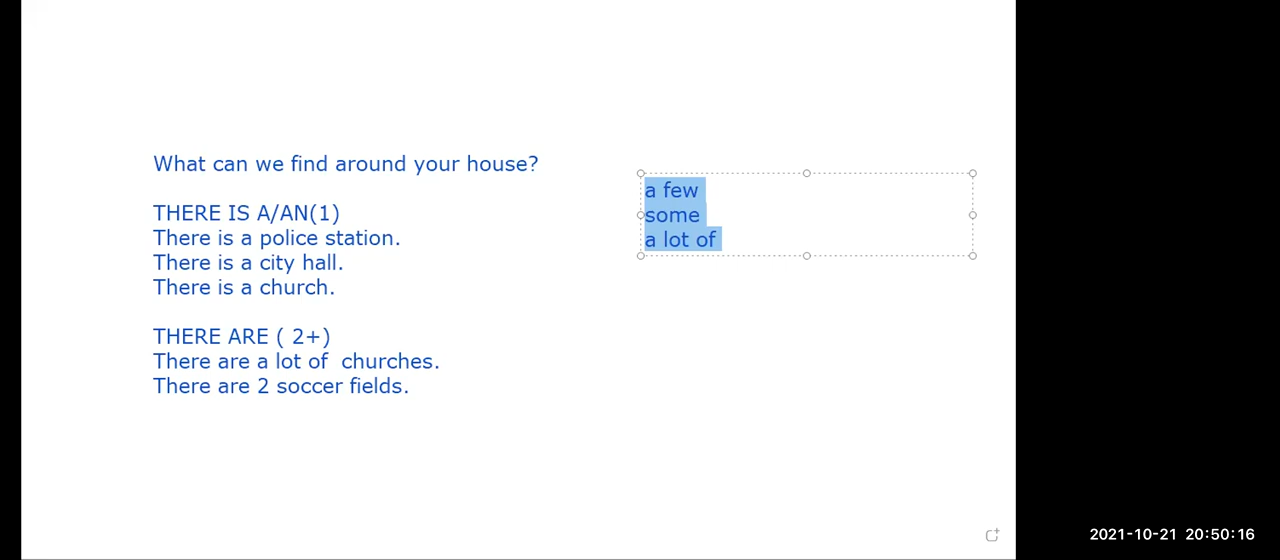 What can we find around your house?
THERE IS A/AN(1)
There is a police station.
There is a city hall.
There is a church.
THERE ARE ( 2+)
There are a lot of  churches.
There are 2 soccer fields.
a few
some
a lot of
2021-10-21 20:50:16